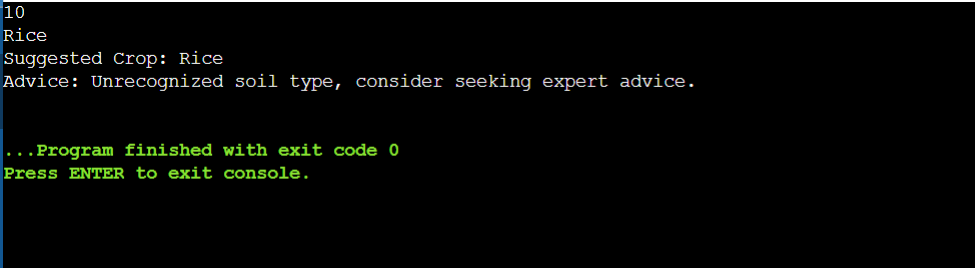 10
Rice
Suggested Crop: Rice
Advice: Unrecognized soil type, consider seeking expert advice.
...Program finished with exit code 0
Press ENTER to exit console.